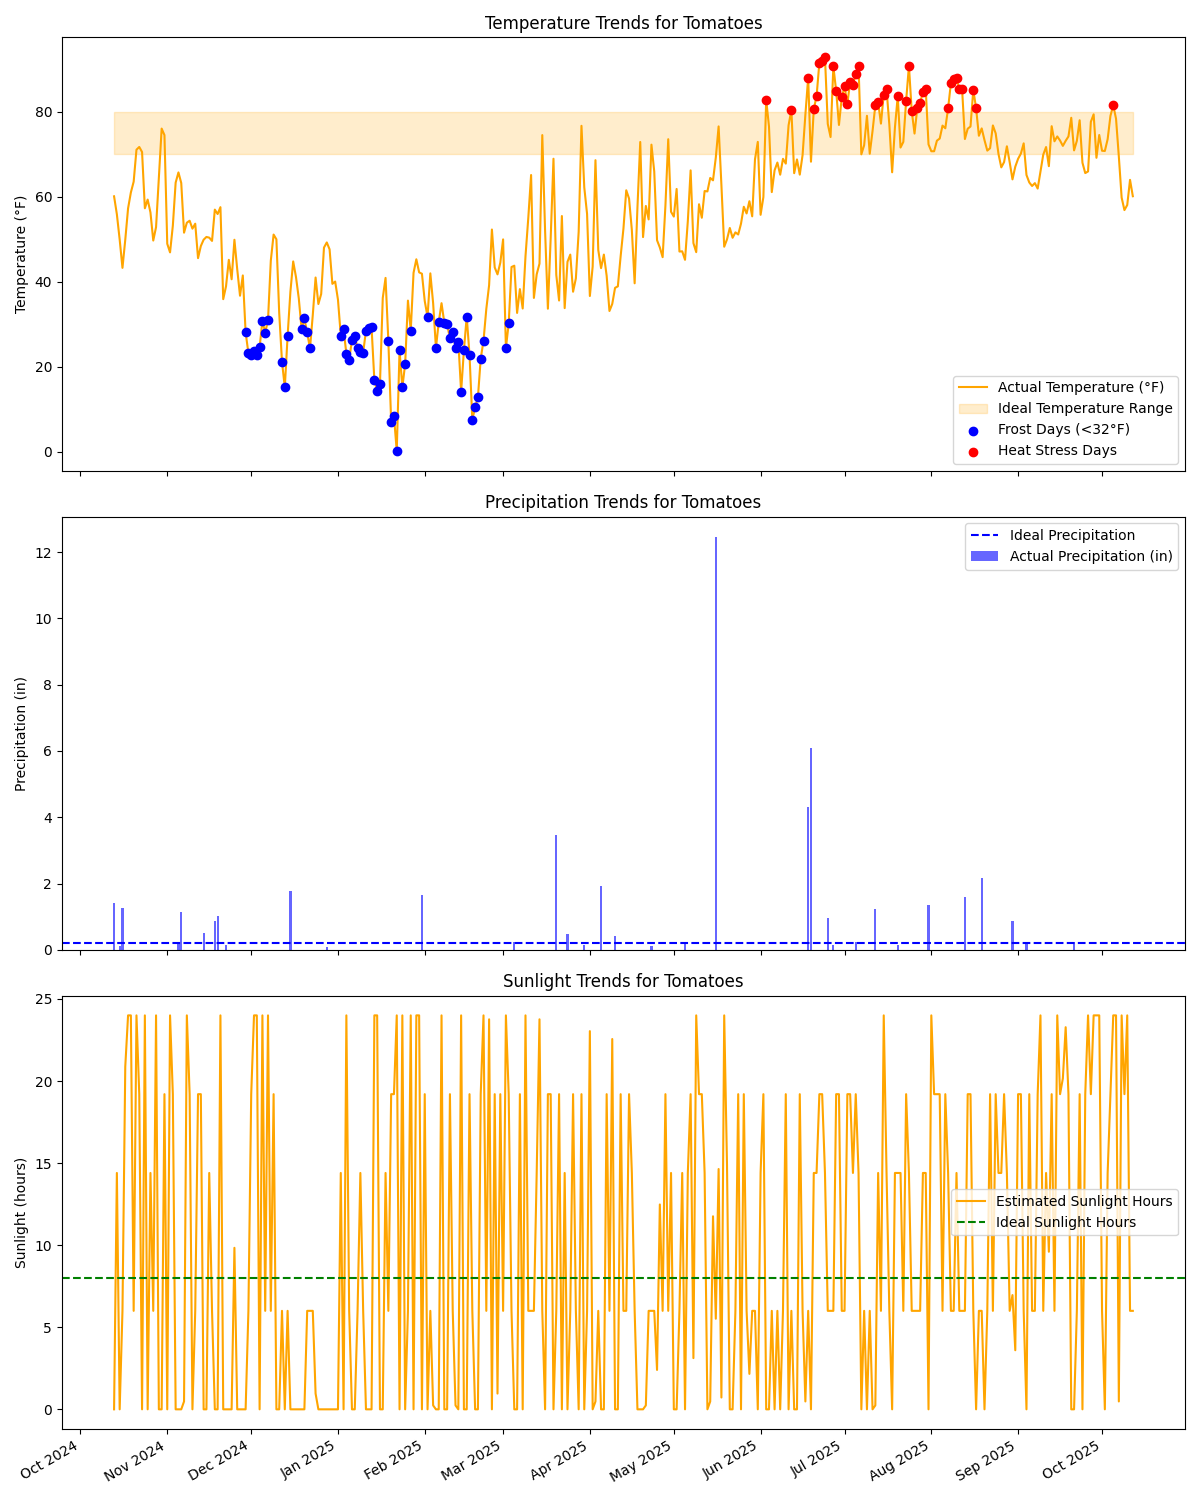 Temperature Trends for Tomatoes
Temperature (°F)
80
60
40
20
0
Actual Temperature (°F)
Ideal Temperature Range
Frost Days (<32°F)
Heat Stress Days
Precipitation Trends for Tomatoes
Precipitation (in)
12
10
8
6
4
2
0
Ideal Precipitation
Actual Precipitation (in)
Sunlight Trends for Tomatoes
Sunlight (hours)
25
20
15
10
5
0
Estimated Sunlight Hours
Ideal Sunlight Hours
Oct 2024
Nov 2024
Dec 2024
Jan 2025
Feb 2025
Mar 2025
Apr 2025
May 2025
Jun 2025
Jul 2025
Aug 2025
Sep 2025
Oct 2025